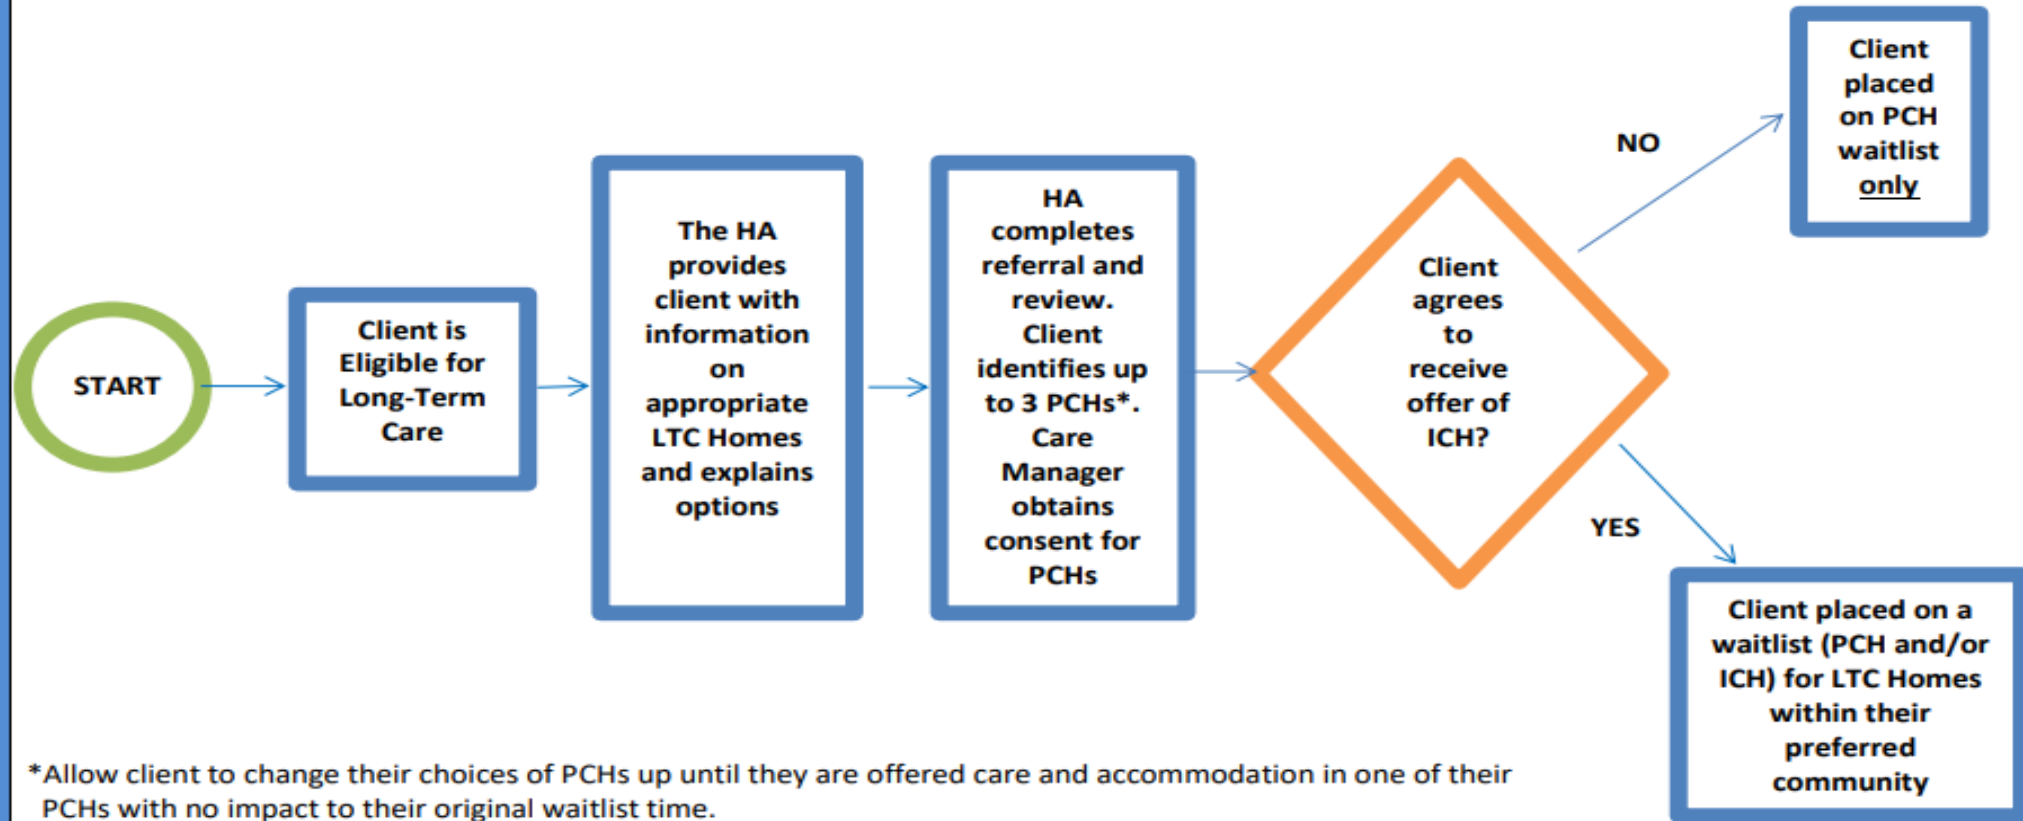 START
Client is
Eligible for
Long-Term
Care
The HA
provides
client with
information
on
appropriate
LTC Homes
and explains
options
HA
completes
referral and
review.
Client
identifies up
to 3 PCHs*.
Care
Manager
obtains
consent for
PCHs
Client
agrees
to
receive
offer of
ICH?
NO
Client
placed
on PCH
waitlist
only
YES
Client placed on a
waitlist (PCH and/or
ICH) for LTC Homes
within their
preferred
community
*Allow client to change their choices of PCHs up until they are offered care and accommodation in one of their
PCHs with no impact to their original waitlist time.